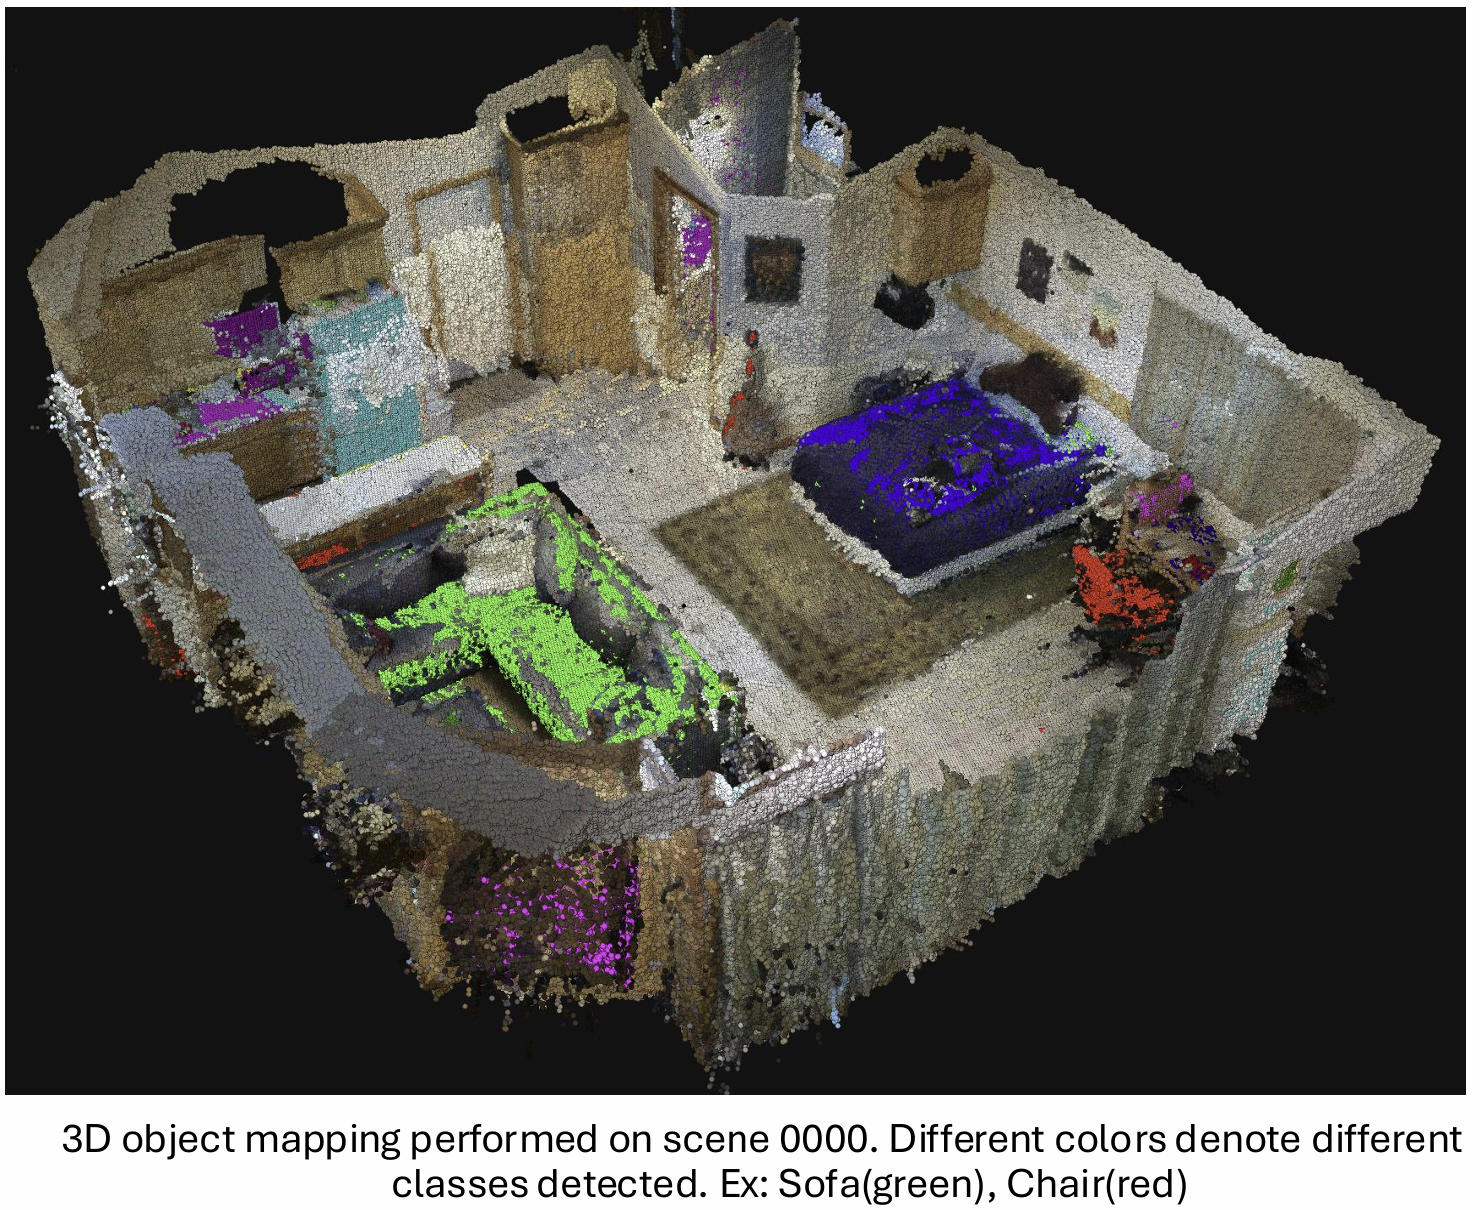 3D object mapping performed on scene 0000. Different colors denote different
classes detected. Ex: Sofa(green), Chair(red)